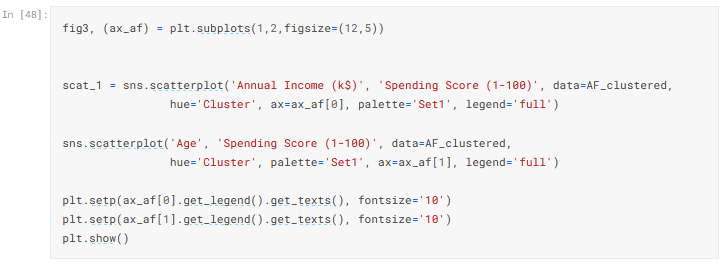 In [48]:
fig3, (ax_af) = plt.subplots(1,2,figsize=(12,5))
scat_1 = sns.scatterplot('Annual Income (k$)', 'Spending Score (1-100)', data=AF_clustered,
hue='Cluster', ax=ax_af[0], palette='Set1', legend='full')
sns.scatterplot('Age', 'Spending Score (1-100)', data=AF_clustered,
hue='Cluster', palette='Set1', ax=ax_af[1], legend='full')
plt.setp(ax_af[0].get_legend().get_texts(), fontsize='10')
plt.setp(ax_af[1].get_legend().get_texts(), fontsize='10')
plt.show()